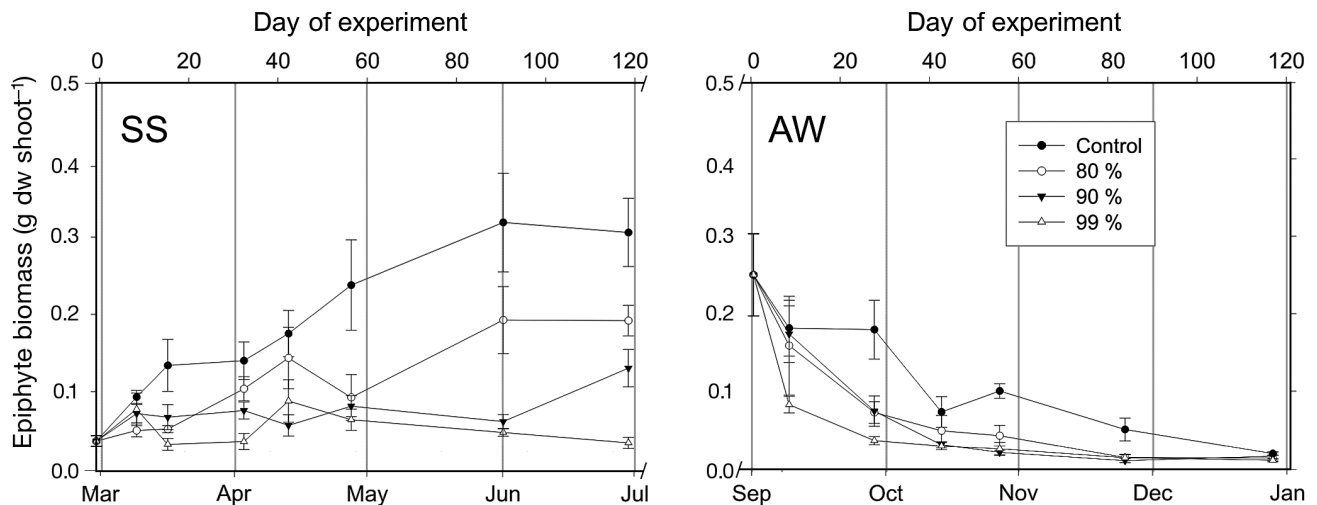 Day of experiment
0 20 40 60 80 100 120
Epiphyte biomass (g dw shoot⁻¹)
0.5
0.4
0.3
0.2
0.1
0.0
SS
Mar Apr May Jun Jul
Day of experiment
0 20 40 60 80 100 120
0.5
0.4
0.3
0.2
0.1
0.0
AW
Control
80 %
90 %
99 %
Sep Oct Nov Dec Jan